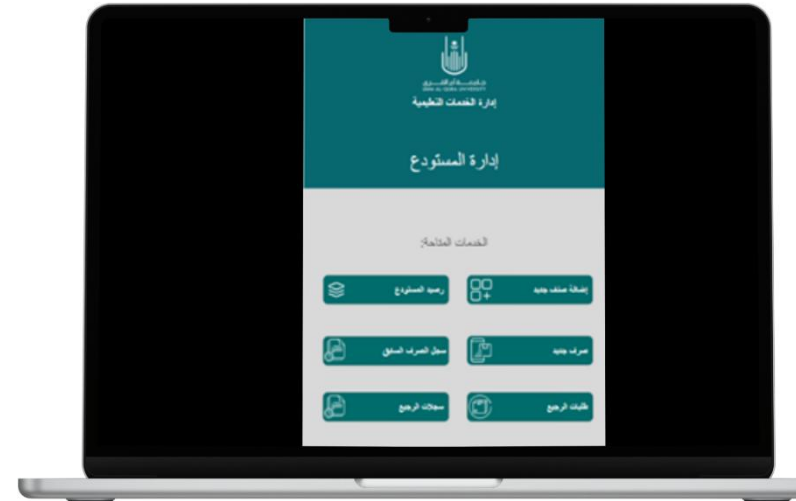 جامعة أم القرى
UMM AL-QURA UNIVERSITY
إدارة الخدمات التعليمية
إدارة المستودع
الخدمات المتاحة:
إضافة صنف جديد
رصيد المستودع
صرف جديد
سجل الصرف السابق
طلبات الرجيع
سجلات الرجيع